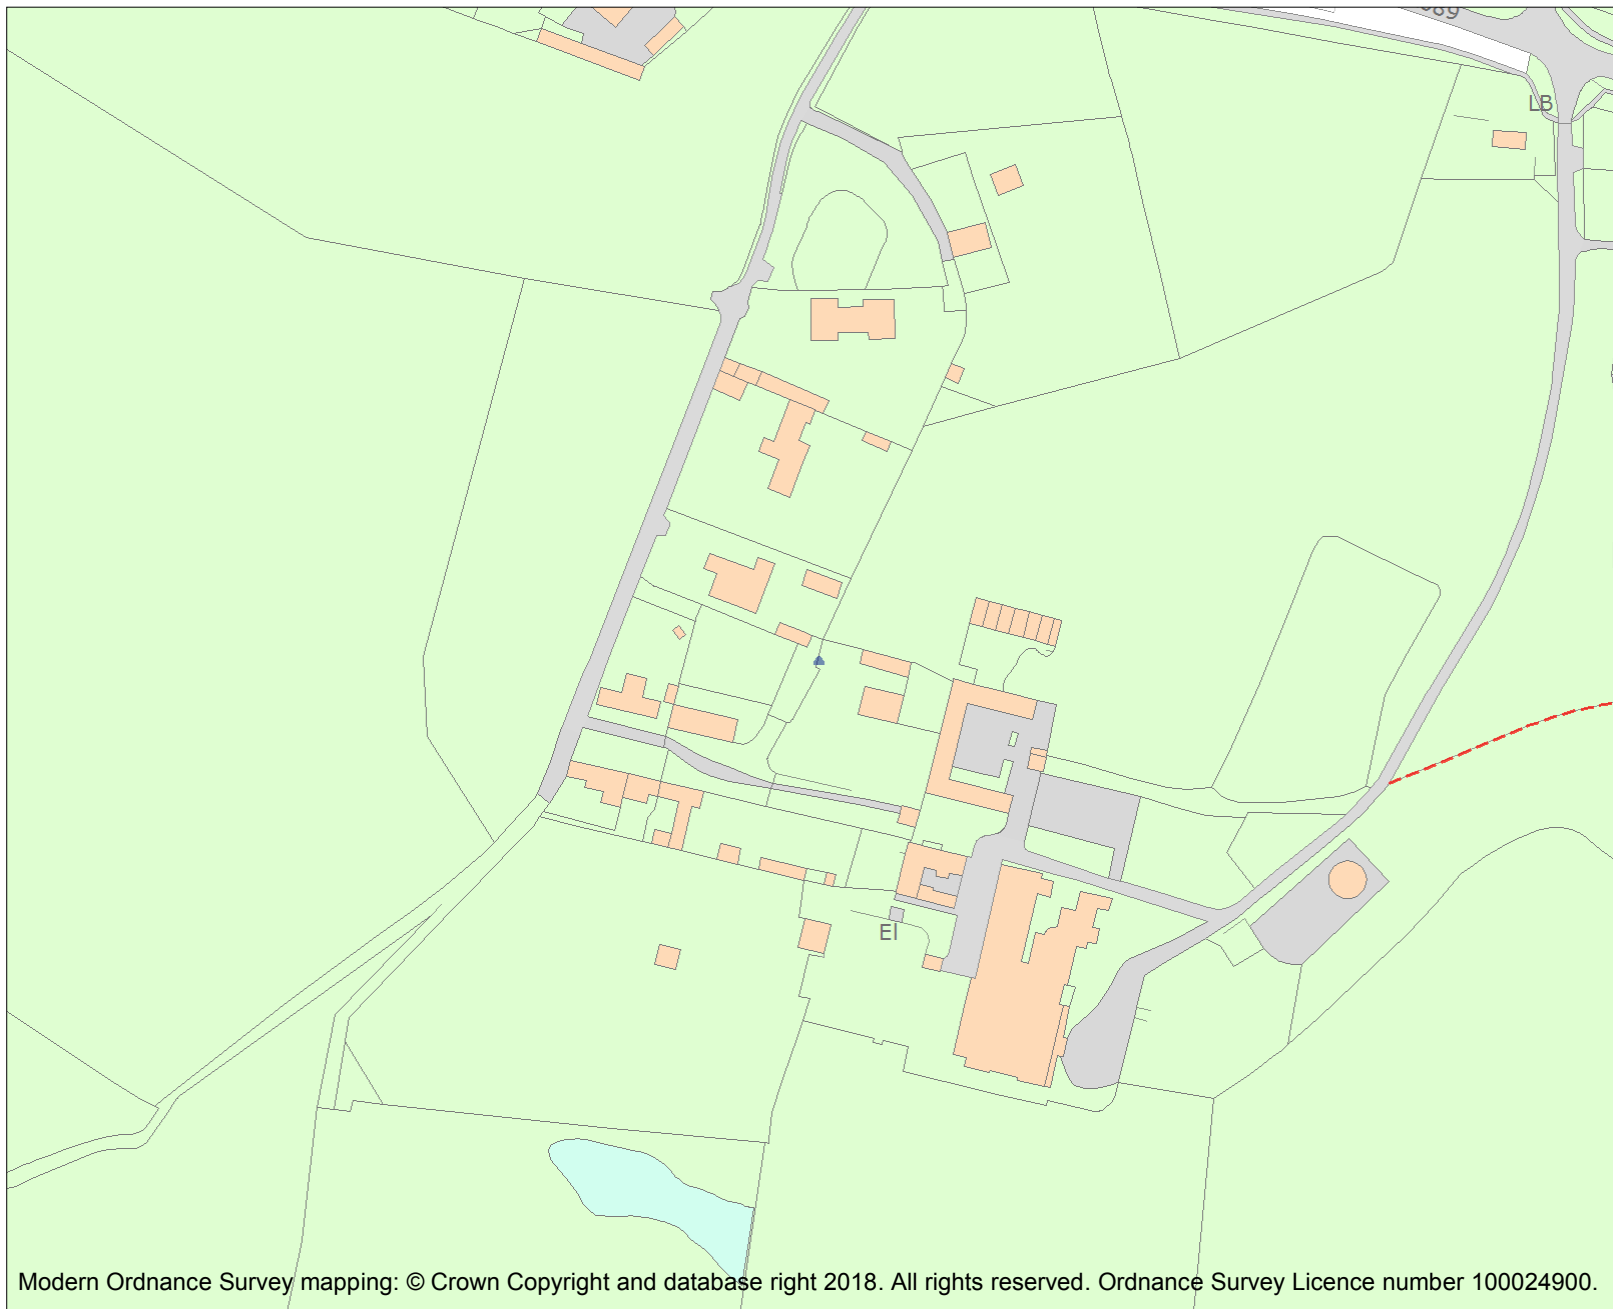 LB
El
Modern Ordnance Survey mapping: © Crown Copyright and database right 2018. All rights reserved. Ordnance Survey Licence number 100024900.